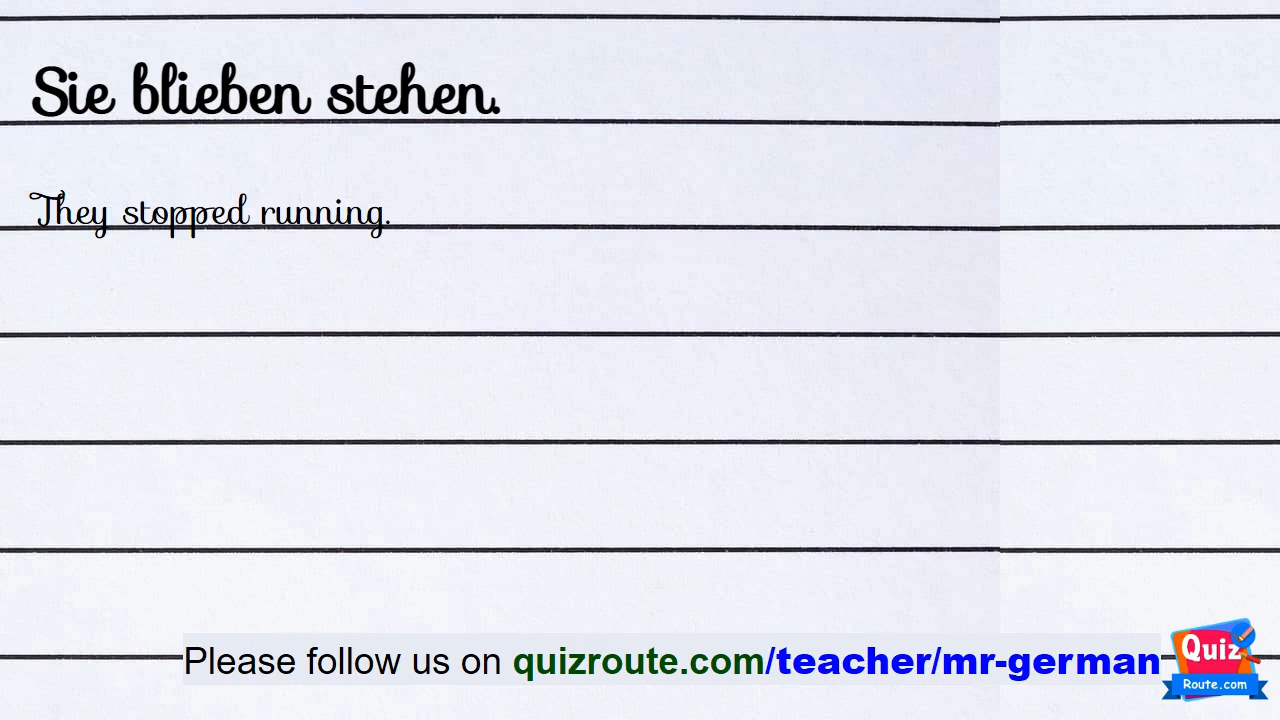 Sie blieben stehen.
They stopped running.
Please follow us on quizroute.com/teacher/mr-german
Quiz
Route.com